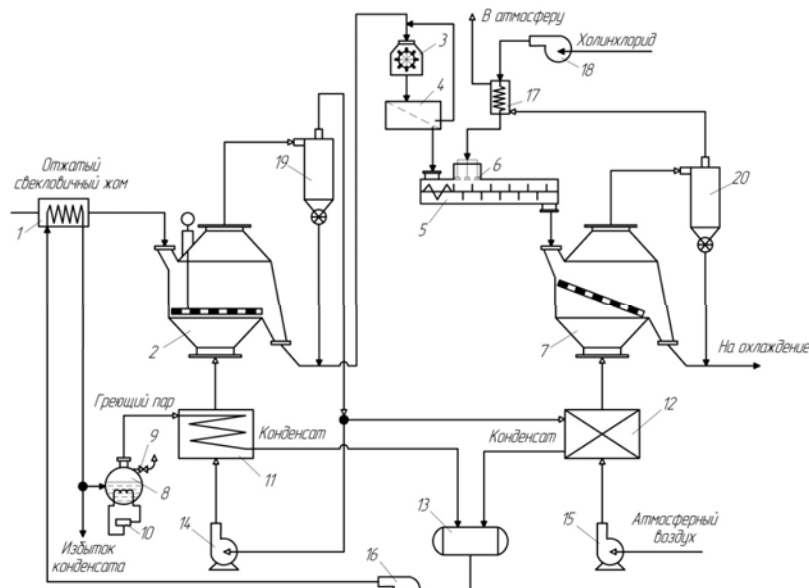 В атмосферу
Холинхлорид
3
18
4
17
Отжатый
свекловичный жом
19
6
20
1
5
2
7
На охлаждение
Греющий пар
12
9
Конденсат
Конденсат
8
11
13
10
14
15
Атмосферный
воздух
Избыток
конденсата
16